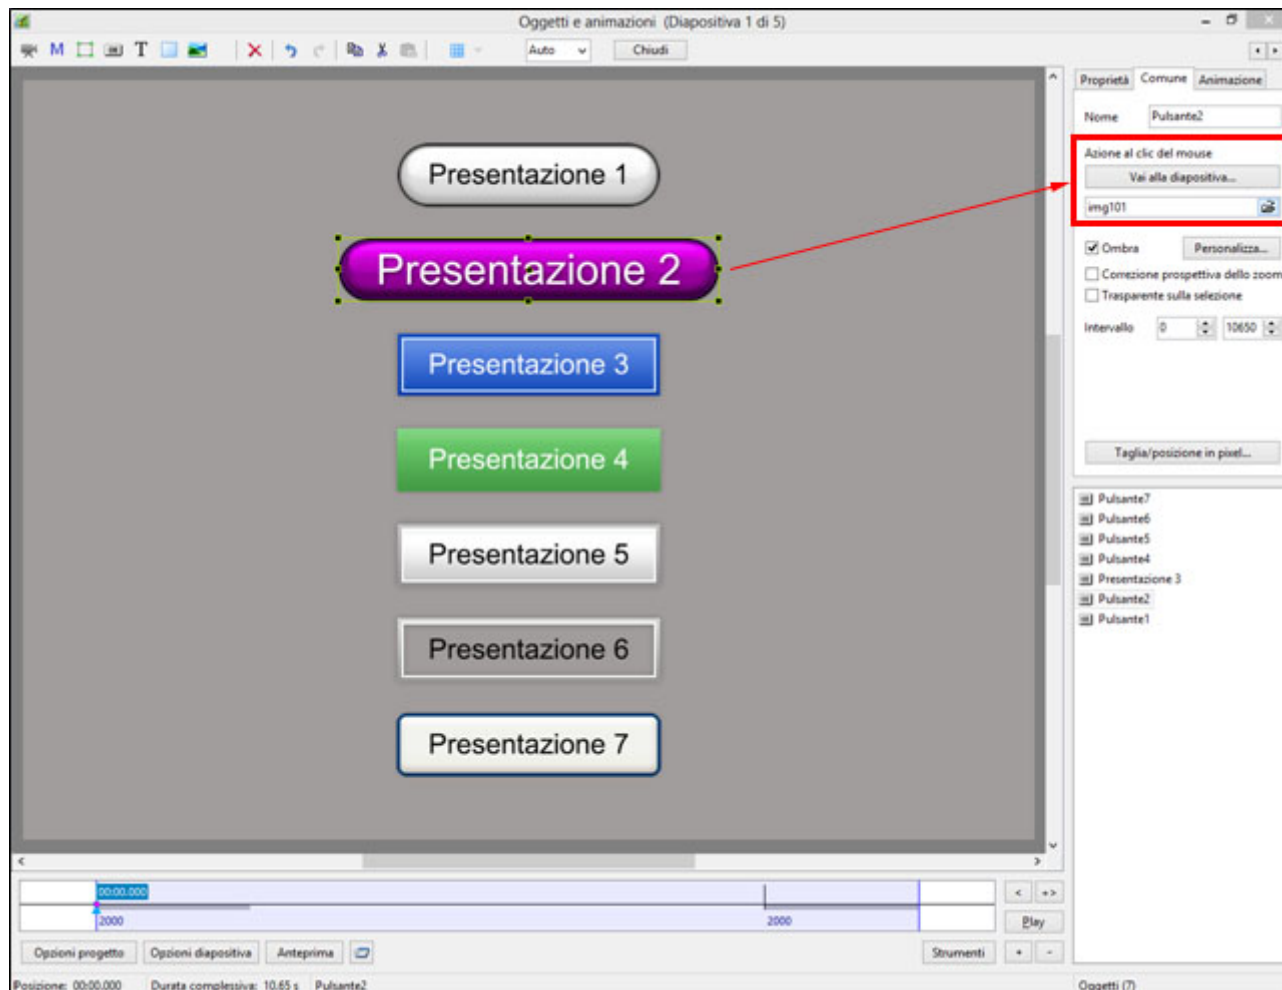 Oggetti e animazioni (Diapositiva 1 di 5)
M T Auto Chiudi
Proprietà Comune Animazione
Nome Pulsante2
Azione al clic del mouse
Vai alla diapositiva...
img101
Ombra Personalizza...
Correzione prospettiva dello zoom
Trasparente sulla selezione
Intervallo 0 10650
Taglia/posizione in pixel...
Presentazione 1
Presentazione 2
Presentazione 3
Presentazione 4
Presentazione 5
Presentazione 6
Presentazione 7
Pulsante7
Pulsante6
Pulsante5
Pulsante4
Presentazione 3
Pulsante2
Pulsante1
00:00.000
2000 2000
Play
Opzioni progetto Opzioni diapositiva Anteprima Strumenti + -
Posizione: 00:00.000 Durata complessiva: 10.65 s Pulsante2 Oggetti (7)